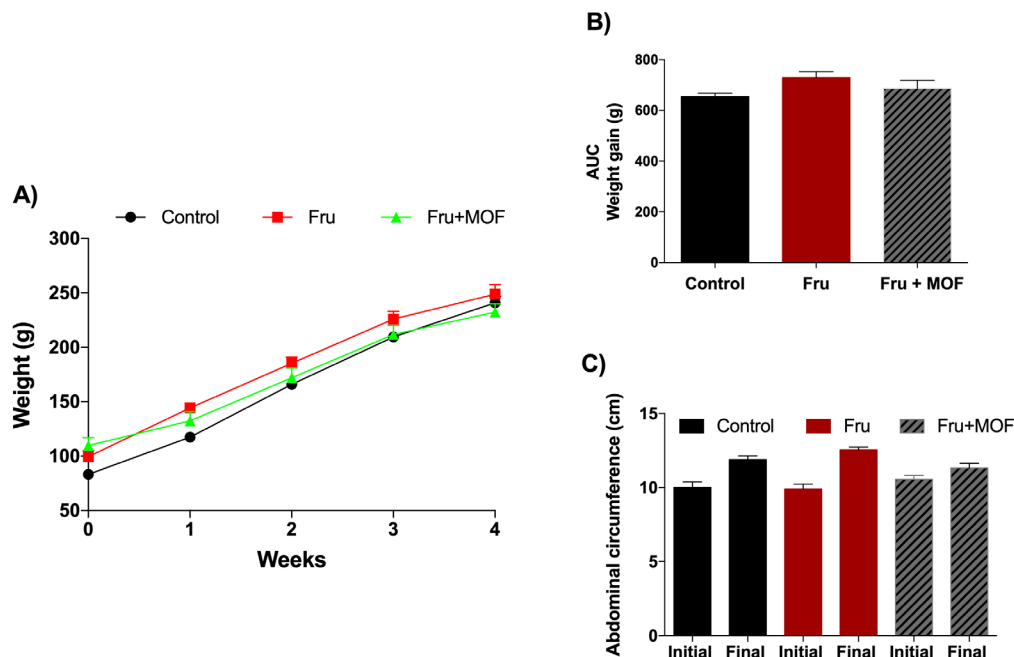 A)
Control Fru Fru+MOF
Weight (g)
300
250
200
150
100
50
0 1 2 3 4
Weeks
B)
AUC
Weight gain (g)
800
600
400
200
0
Control Fru Fru + MOF
C)
Abdominal circumference (cm)
Control Fru Fru+MOF
15
10
5
0
Initial Final Initial Final Initial Final